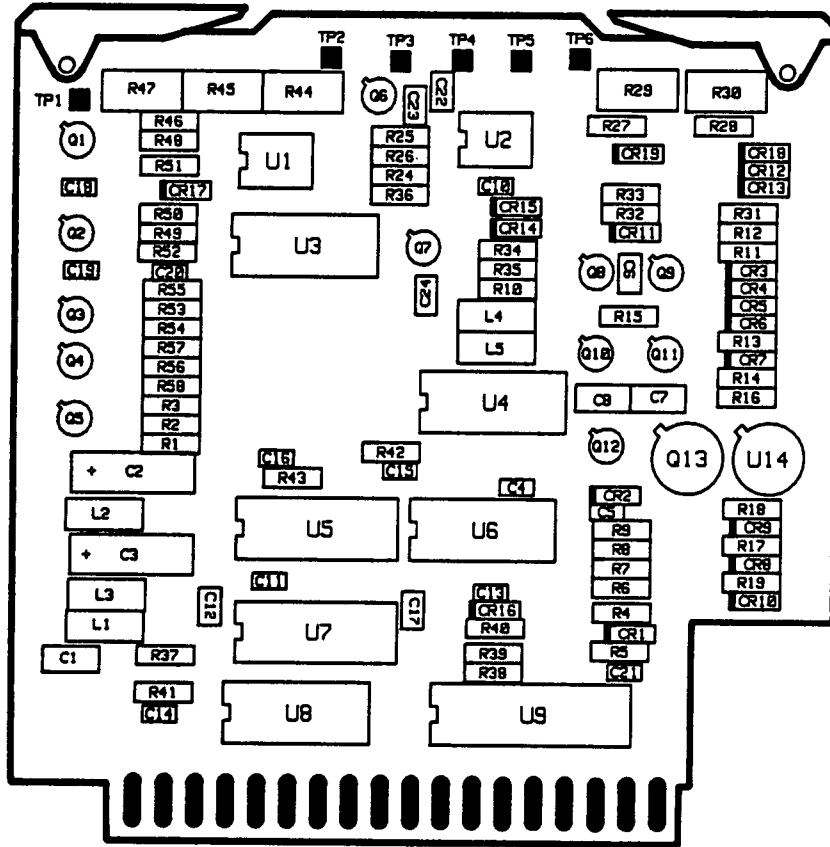 TP2 TP3 TP4 TP5 TP6
TP1 R47 R45 R44 Q6 C23 C22 R29 R30
R46 R25 R27 R28
Q1 R48 U1 R26 U2 CR19 CR18
R51 R24 CR12
C18 CR17 R36 C10 R33 CR13
R50 CR15 R32 R31
Q2 R49 U3 Q7 CR14 CR11 R12
R52 R34 R11
C19 C20 R35 Q8 Q9 CR3
R55 C24 R10 CR4
Q3 R53 L4 R15 CR5
R54 CR6
R57 L5 Q10 Q11 R13
Q4 R56 CR7
R58 U4 C8 C7 R14
R3 R16
Q5 R2
R1 R42 Q12 Q13 U14
+ C2 C16 C15
R43 C4 CR2
L2 U5 U6 C5 R18
R9 CR9
+ C3 R8 R17
R7 CR8
L3 C12 C11 C17 C13 R6 R19
CR16 R4 CR10
L1 U7 R40 CR1
C1 R37 R39 R5
R38 C21
R41 U8 U9
C14